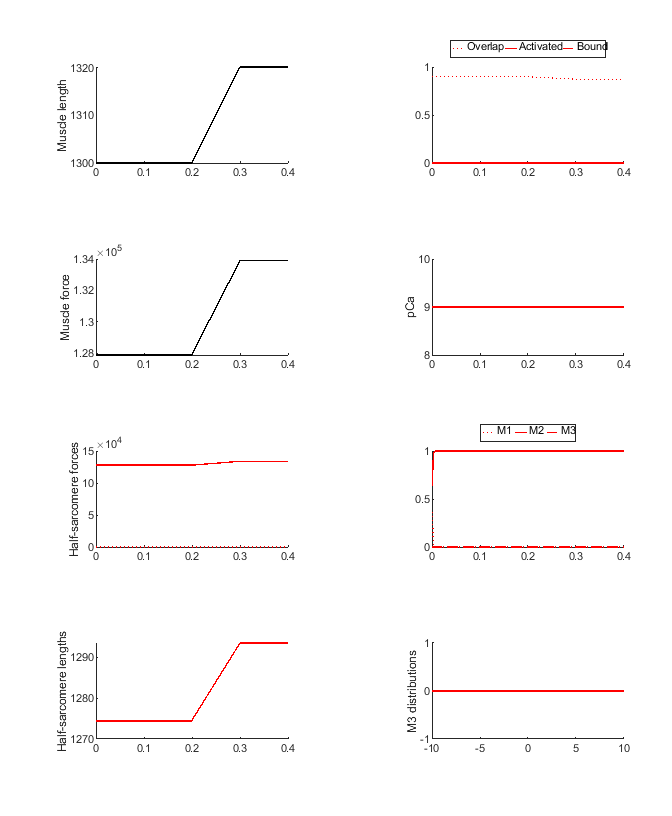 Muscle length
1320
1310
1300
0 0.1 0.2 0.3 0.4
Overlap Activated Bound
1
0.5
0
0 0.1 0.2 0.3 0.4
Muscle force
×10^5
1.34
1.32
1.3
1.28
0 0.1 0.2 0.3 0.4
pCa
10
9
8
0 0.1 0.2 0.3 0.4
Half-sarcomere forces
×10^4
15
10
5
0
0 0.1 0.2 0.3 0.4
M1 M2 M3
1
0.5
0
0 0.1 0.2 0.3 0.4
Half-sarcomere lengths
1290
1280
1270
0 0.1 0.2 0.3 0.4
M3 distributions
1
0
-1
-10 -5 0 5 10